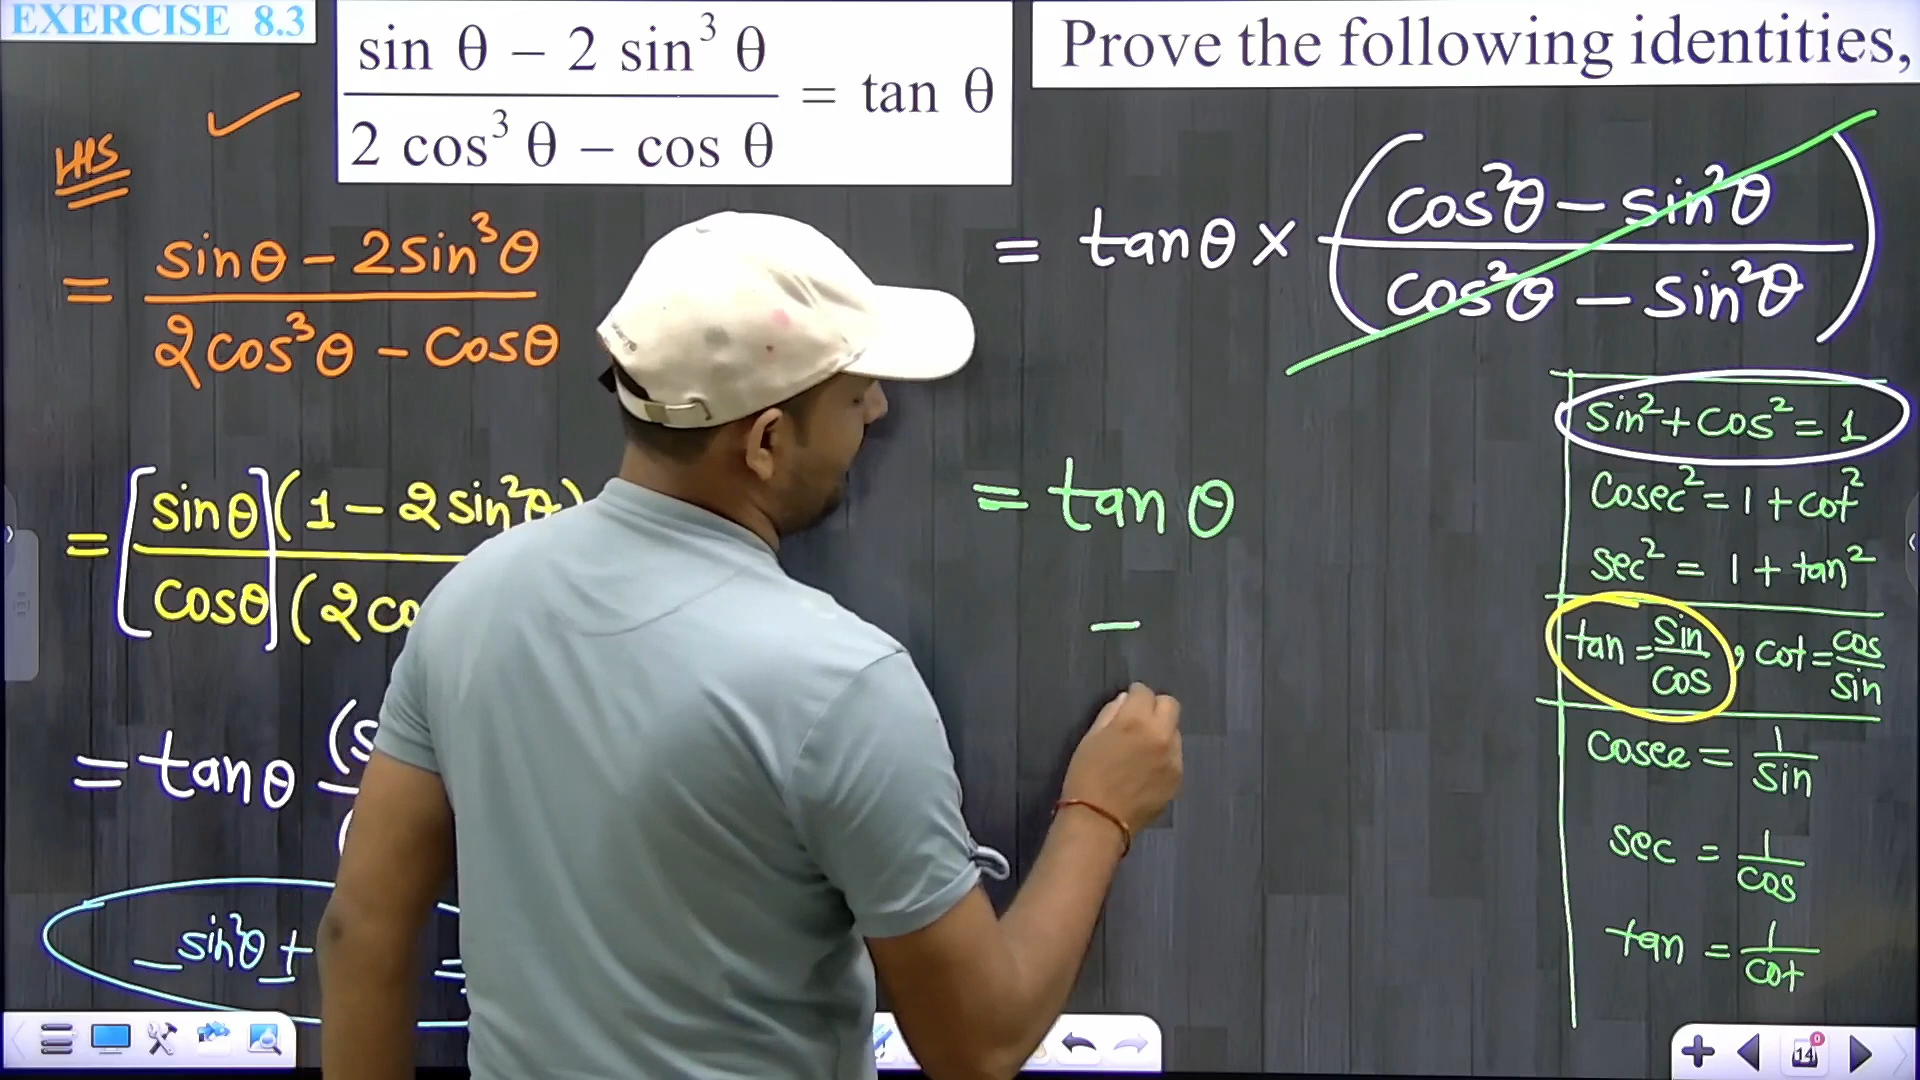 EXERCISE 8.3
sin θ – 2 sin³ θ
2 cos³ θ – cos θ
= tan θ
Prove the following identities,
LHS
= sinθ – 2sin³θ
2cos³θ – cosθ
= [sinθ](1 – 2sin²θ)
[cosθ](2co
= tanθ (s
(
sin²θ +
=
= tanθ × (cos²θ – sin²θ
cos²θ – sin²θ)
= tan θ
–
sin² + cos² = 1
cosec² = 1 + cot²
sec² = 1 + tan²
tan = sin
cos
, cot = cos
sin
cosec = 1
sin
sec = 1
cos
tan = 1
cot
14
0